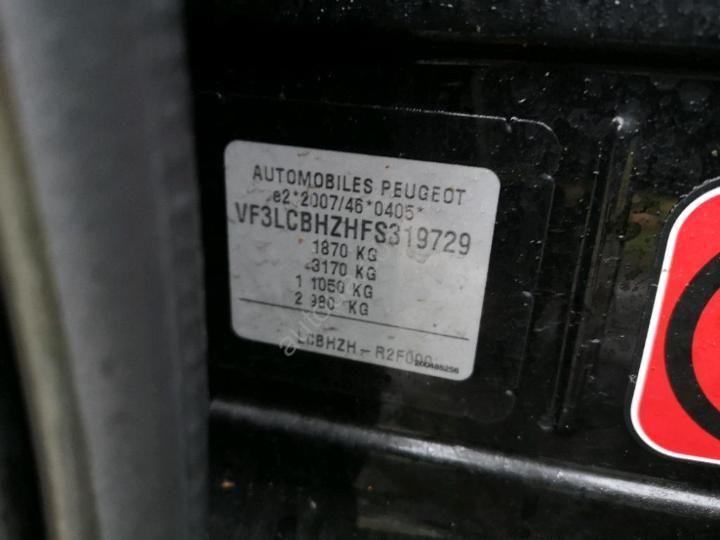 AUTOMOBILES PEUGEOT
e2*2007/46*0405*
VF3LCBHZHFS319729
1870 KG
3170 KG
1 1050 KG
2 980 KG
LCBHZH - R2F000